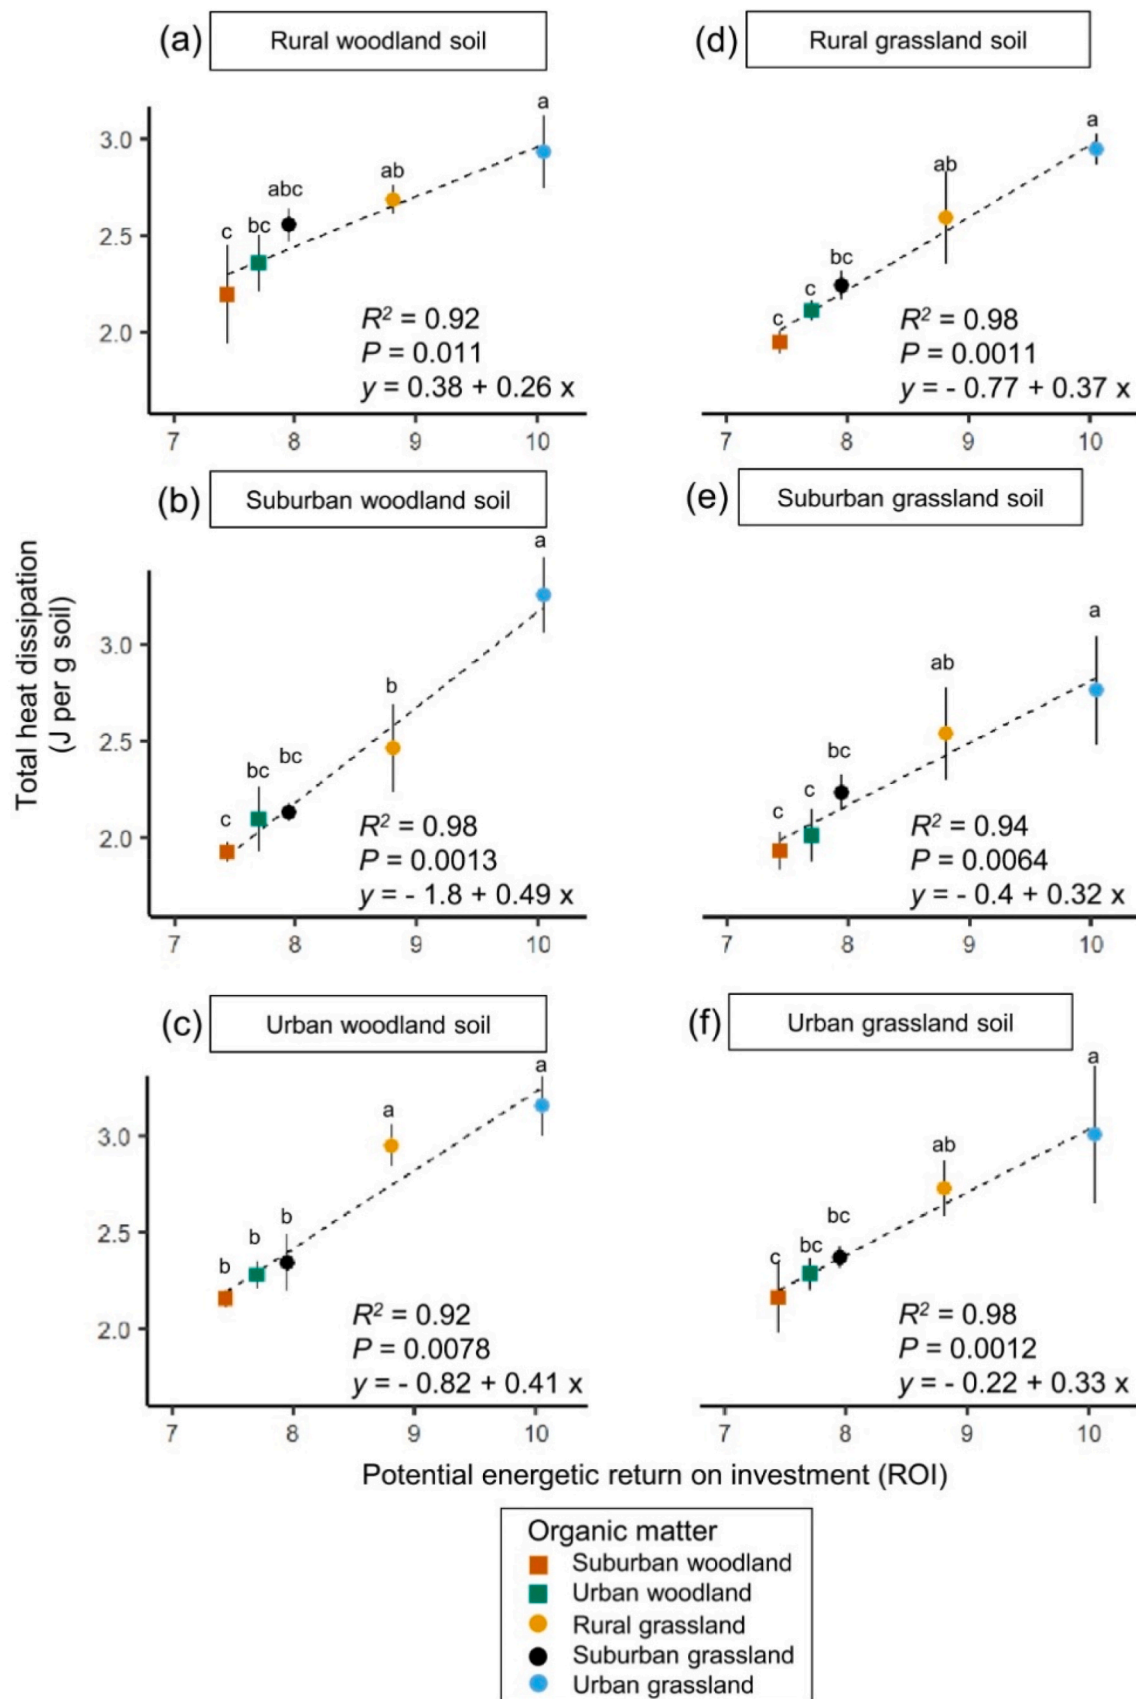 (a) Rural woodland soil
3.0
2.5
2.0
c
bc
abc
ab
a
R² = 0.92
P = 0.011
y = 0.38 + 0.26 x
7 8 9 10
(d) Rural grassland soil
c
c
bc
ab
a
R² = 0.98
P = 0.0011
y = - 0.77 + 0.37 x
7 8 9 10
(b) Suburban woodland soil
3.0
2.5
2.0
c
bc
bc
b
a
R² = 0.98
P = 0.0013
y = - 1.8 + 0.49 x
7 8 9 10
(e) Suburban grassland soil
c
c
bc
ab
a
R² = 0.94
P = 0.0064
y = - 0.4 + 0.32 x
7 8 9 10
Total heat dissipation
(J per g soil)
(c) Urban woodland soil
3.0
2.5
2.0
b
b
b
a
a
R² = 0.92
P = 0.0078
y = - 0.82 + 0.41 x
7 8 9 10
(f) Urban grassland soil
c
bc
bc
ab
a
R² = 0.98
P = 0.0012
y = - 0.22 + 0.33 x
7 8 9 10
Potential energetic return on investment (ROI)
Organic matter
Suburban woodland
Urban woodland
Rural grassland
Suburban grassland
Urban grassland